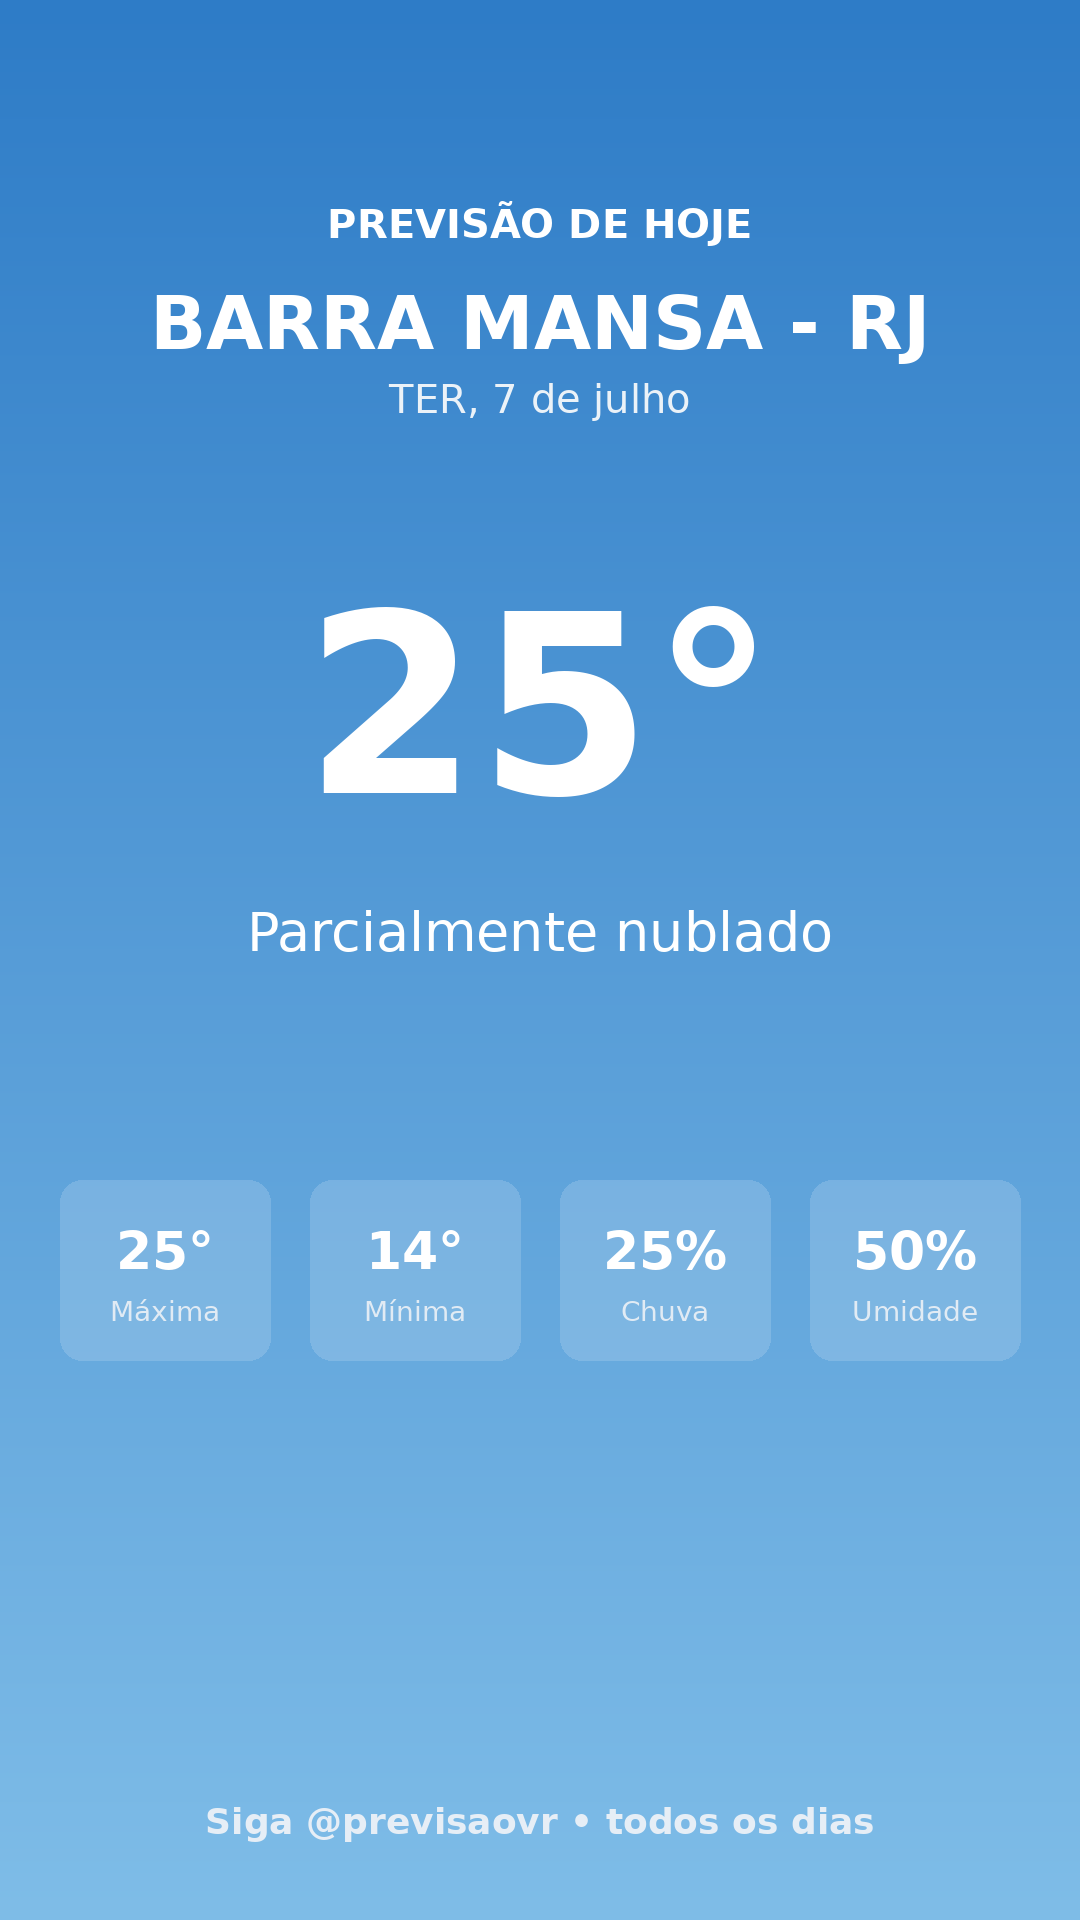 PREVISÃO DE HOJE
BARRA MANSA - RJ
TER, 7 de julho
25°
Parcialmente nublado
25°
Máxima
14°
Mínima
25%
Chuva
50%
Umidade
Siga @previsaovr • todos os dias